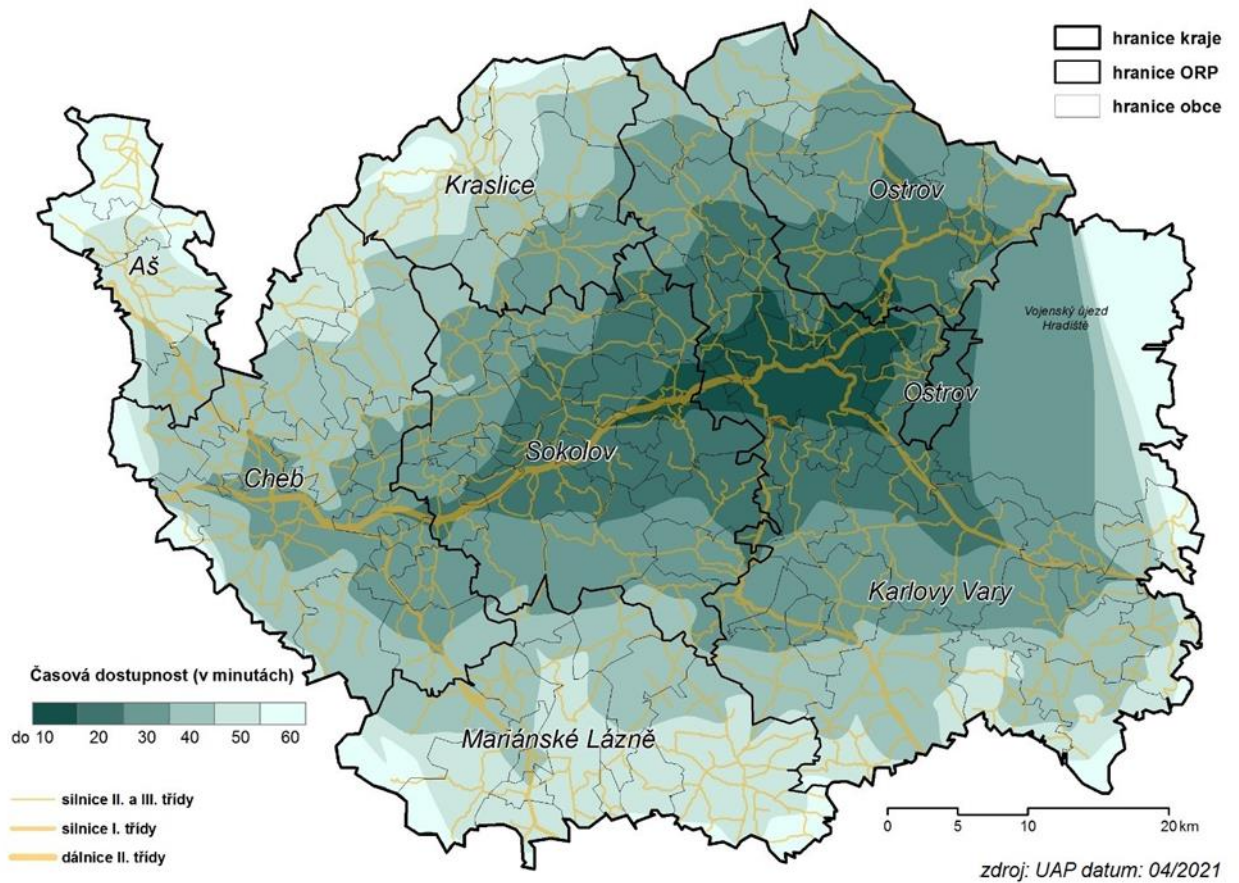 hranice kraje
hranice ORP
hranice obce
Kraslice
Ostrov
Aš
Vojenský újezd
Hradiště
Ostrov
Sokolov
Cheb
Karlovy Vary
Mariánské Lázně
Časová dostupnost (v minutách)
do 10 20 30 40 50 60
silnice II. a III. třídy
silnice I. třídy
dálnice II. třídy
0 5 10 20 km
zdroj: UAP datum: 04/2021